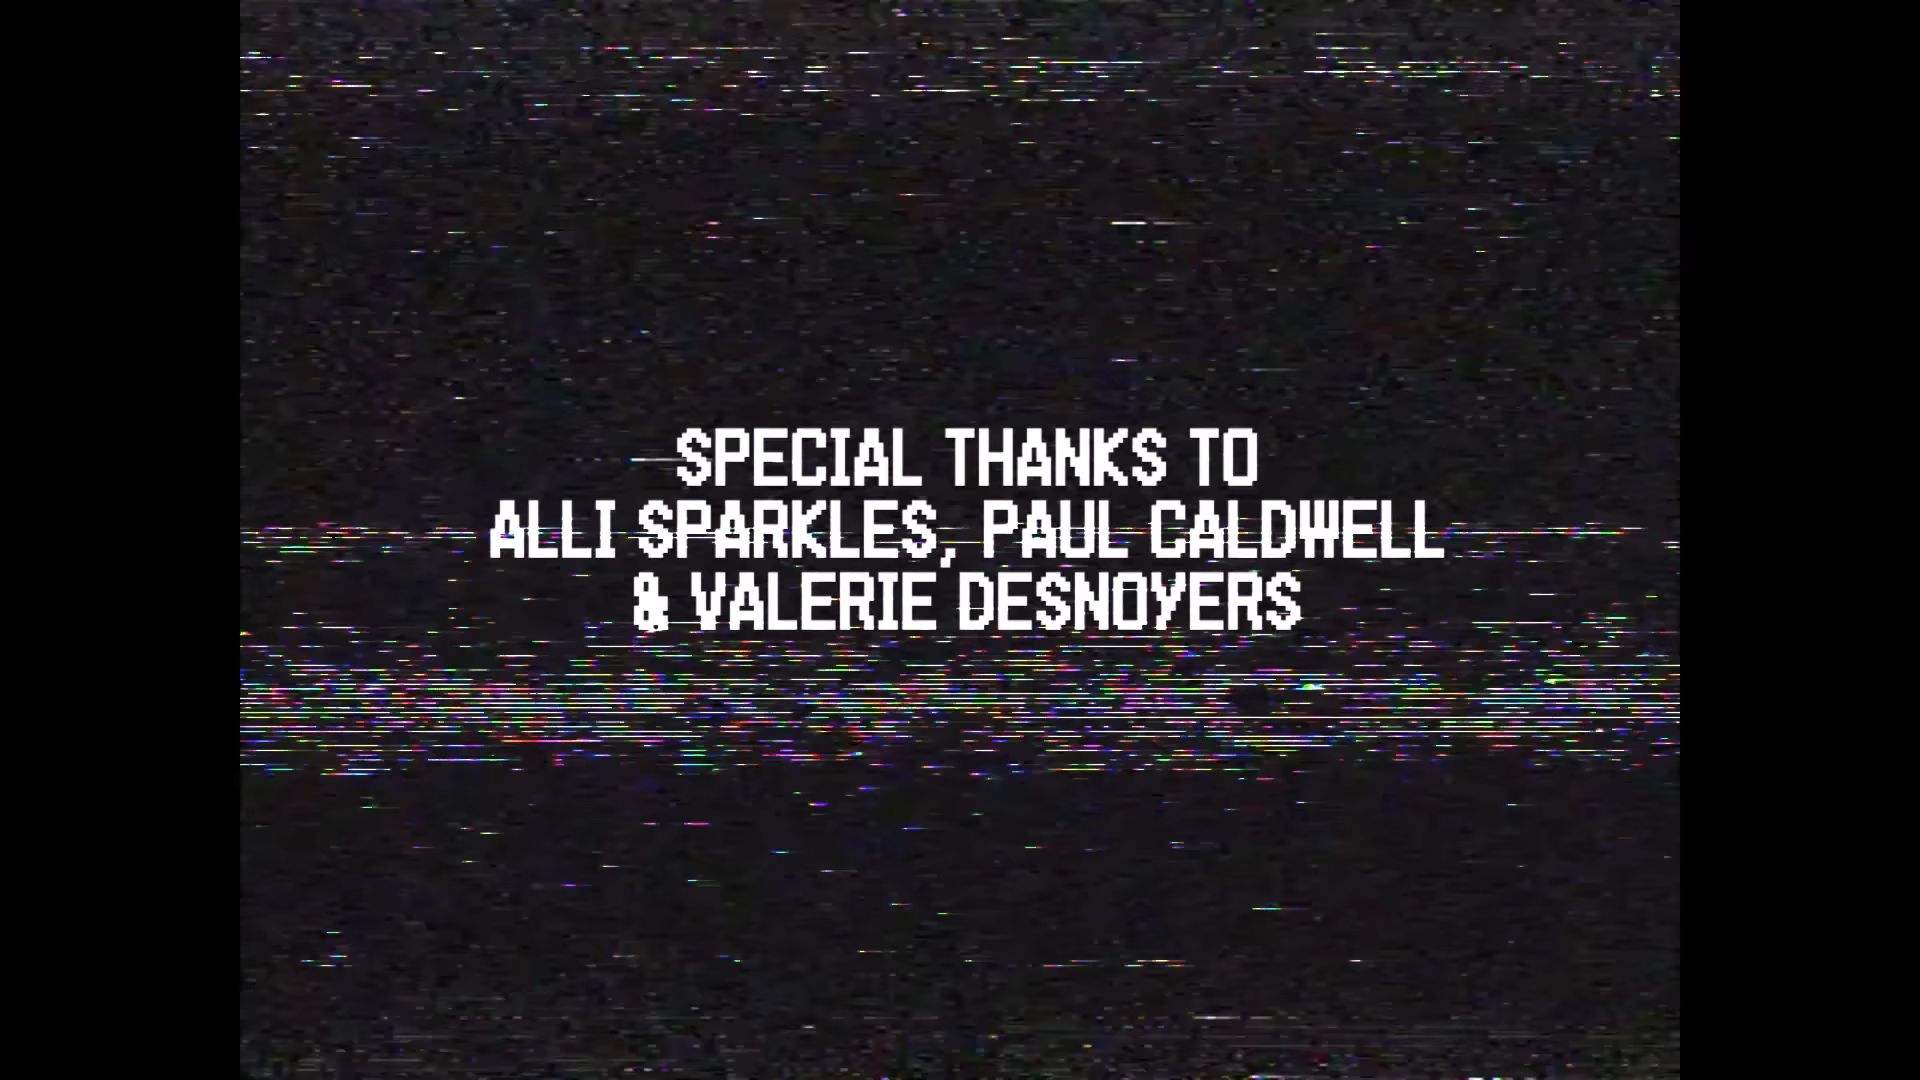 SPECIAL THANKS TO
ALLI SPARKLES, PAUL CALDWELL
& VALERIE DESNOYERS